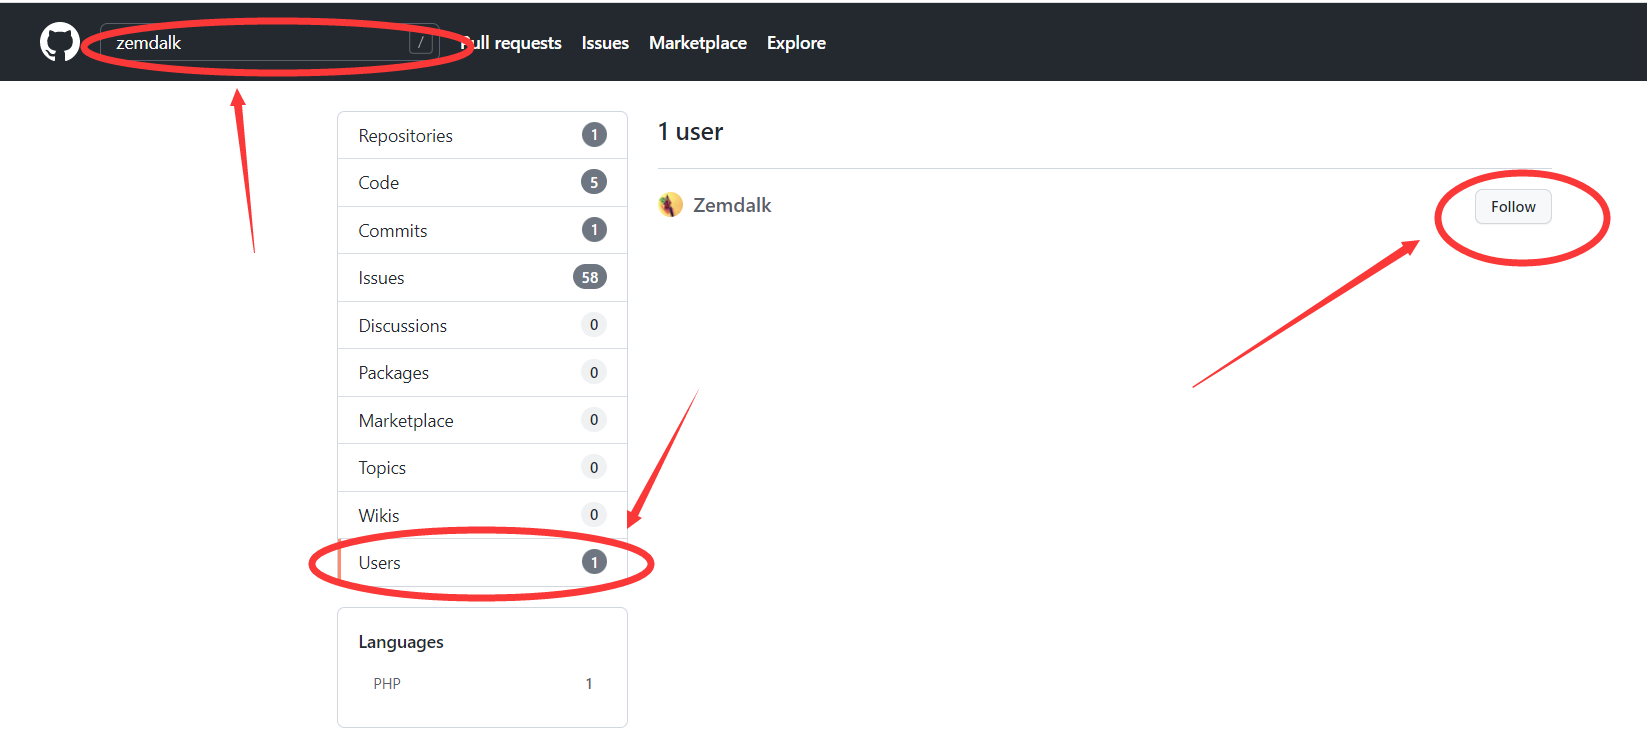 zemdalk /
Pull requests Issues Marketplace Explore
Repositories 1
Code 5
Commits 1
Issues 58
Discussions 0
Packages 0
Marketplace 0
Topics 0
Wikis 0
Users 1
Languages
PHP 1
1 user
Zemdalk
Follow